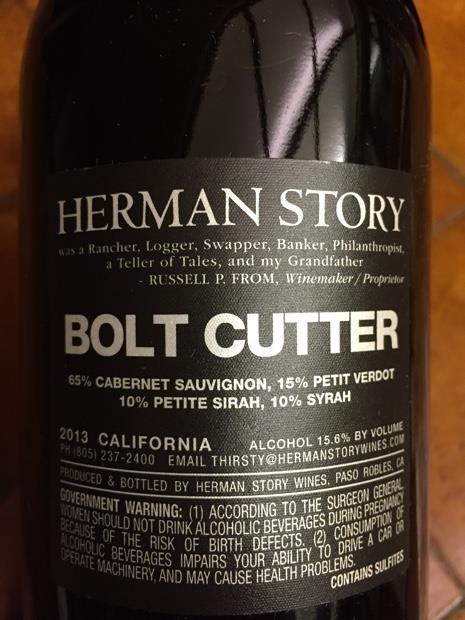 HERMAN STORY
was a Rancher, Logger, Swapper, Banker, Philanthropist,
a Teller of Tales, and my Grandfather
- RUSSELL P. FROM, Winemaker / Proprietor
BOLT CUTTER
65% CABERNET SAUVIGNON, 15% PETIT VERDOT
10% PETITE SIRAH, 10% SYRAH
2013 CALIFORNIA ALCOHOL 15.6% BY VOLUME
PH (805) 237-2400 EMAIL THIRSTY@HERMANSTORYWINES.COM
PRODUCED & BOTTLED BY HERMAN STORY WINES, PASO ROBLES, CA
GOVERNMENT WARNING: (1) ACCORDING TO THE SURGEON GENERAL,
WOMEN SHOULD NOT DRINK ALCOHOLIC BEVERAGES DURING PREGNANCY
BECAUSE OF THE RISK OF BIRTH DEFECTS. (2) CONSUMPTION OF
ALCOHOLIC BEVERAGES IMPAIRS YOUR ABILITY TO DRIVE A CAR OR
OPERATE MACHINERY, AND MAY CAUSE HEALTH PROBLEMS.
CONTAINS SULFITES